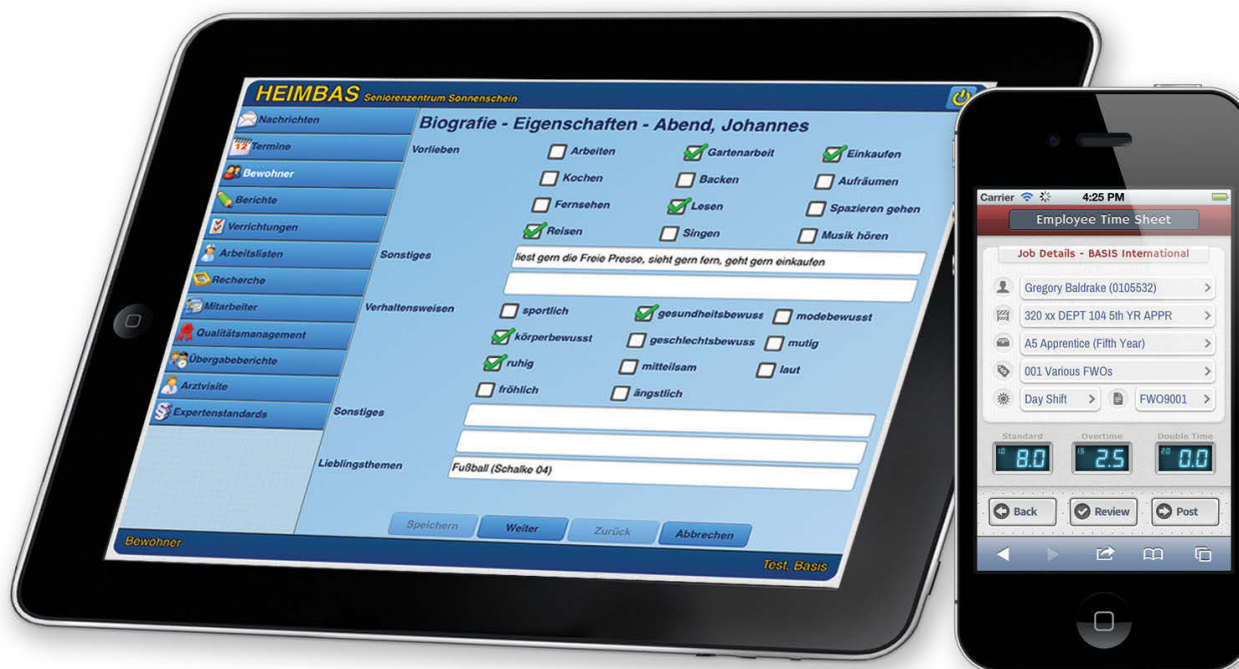 HEIMBAS Seniorenzentrum Sonnenschein
Nachrichten
12 Termine
Bewohner
Berichte
Verrichtungen
Arbeitslisten
Recherche
Mitarbeiter
Qualitätsmanagement
Übergabeberichte
Arztvisite
Expertenstandards
Biografie - Eigenschaften - Abend, Johannes
Vorlieben Arbeiten Gartenarbeit Einkaufen
Kochen Backen Aufräumen
Fernsehen Lesen Spazieren gehen
Reisen Singen Musik hören
Sonstiges liest gern die Freie Presse, sieht gern fern, geht gern einkaufen
Verhaltensweisen sportlich gesundheitsbewuss modebewusst
körperbewusst geschlechtsbewuss mutig
ruhig mitteilsam laut
fröhlich ängstlich
Sonstiges
Lieblingsthemen Fußball (Schalke 04)
Speichern Weiter Zurück Abbrechen
Bewohner Test, Basis
Carrier 4:25 PM
Employee Time Sheet
Job Details - BASIS International
Gregory Baldrake (0105532)
320 xx DEPT 104 5th YR APPR
A5 Apprentice (Fifth Year)
001 Various FWOs
Day Shift FWO9001
Standard Overtime Double Time
10 8.0 15 2.5 20 0.0
Back Review Post